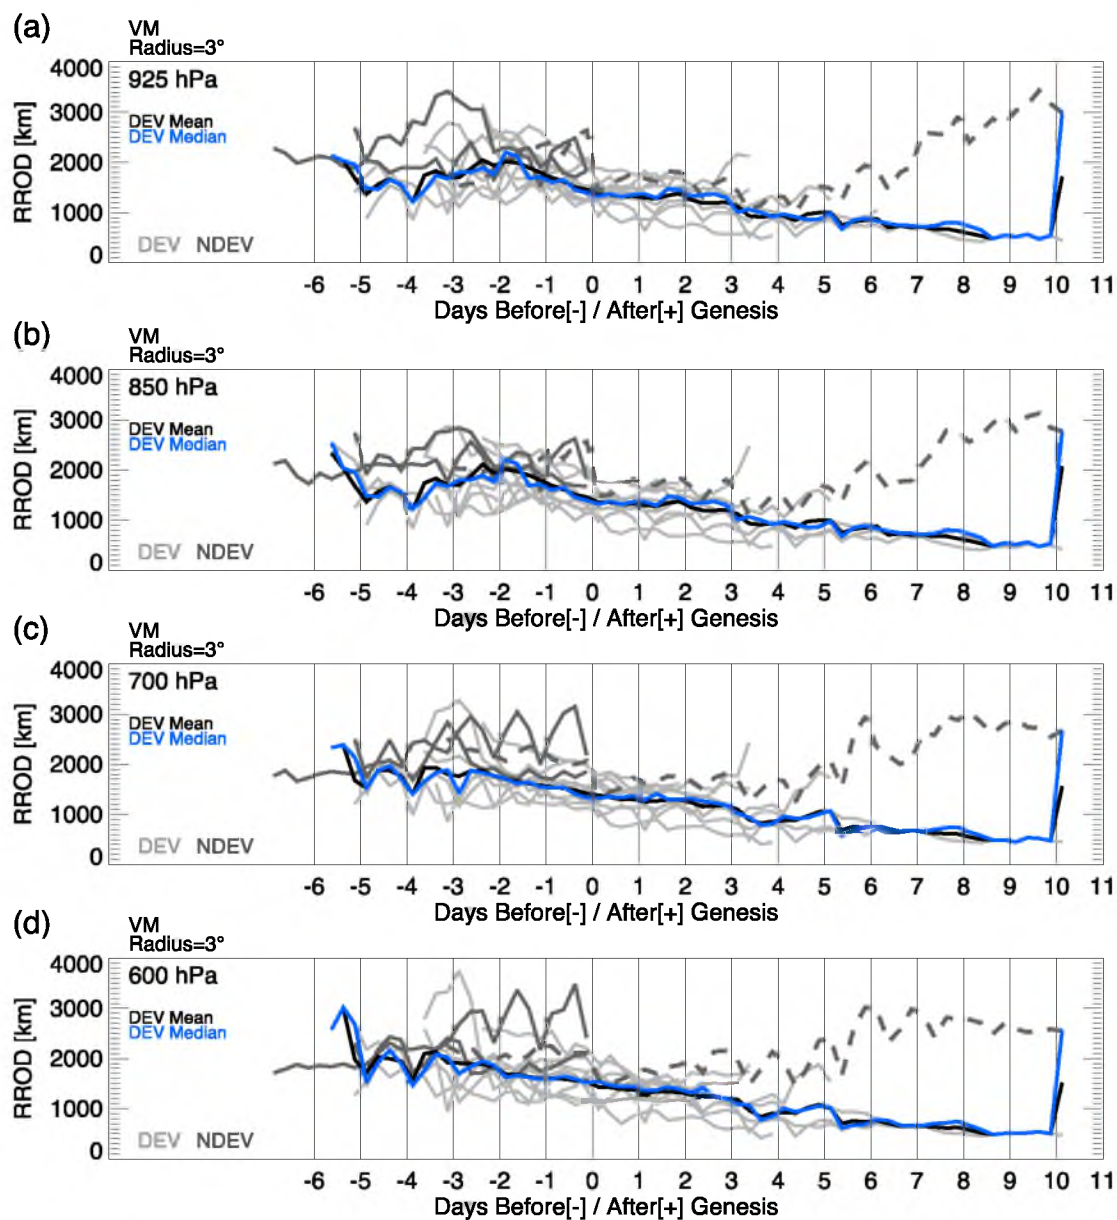 (a)
VM
Radius=3°
4000
925 hPa
3000
DEV Mean
DEV Median
2000
RROD [km]
1000
0
DEV NDEV
-6 -5 -4 -3 -2 -1 0 1 2 3 4 5 6 7 8 9 10 11
Days Before[-] / After[+] Genesis
(b)
VM
Radius=3°
4000
850 hPa
3000
DEV Mean
DEV Median
2000
RROD [km]
1000
0
DEV NDEV
-6 -5 -4 -3 -2 -1 0 1 2 3 4 5 6 7 8 9 10 11
Days Before[-] / After[+] Genesis
(c)
VM
Radius=3°
4000
700 hPa
3000
DEV Mean
DEV Median
2000
RROD [km]
1000
0
DEV NDEV
-6 -5 -4 -3 -2 -1 0 1 2 3 4 5 6 7 8 9 10 11
Days Before[-] / After[+] Genesis
(d)
VM
Radius=3°
4000
600 hPa
3000
DEV Mean
DEV Median
2000
RROD [km]
1000
0
DEV NDEV
-6 -5 -4 -3 -2 -1 0 1 2 3 4 5 6 7 8 9 10 11
Days Before[-] / After[+] Genesis